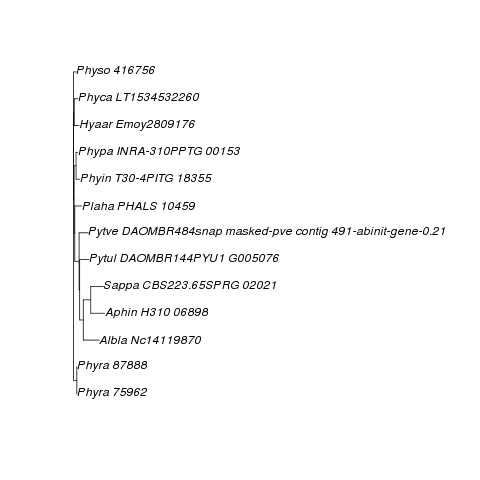 Physo 416756
Phyca LT1534532260
Hyaar Emoy2809176
Phypa INRA-310PPTG 00153
Phyin T30-4PITG 18355
Plaha PHALS 10459
Pytve DAOMBR484snap masked-pve contig 491-abinit-gene-0.21
Pytul DAOMBR144PYU1 G005076
Sappa CBS223.65SPRG 02021
Aphin H310 06898
Albla Nc14119870
Phyra 87888
Phyra 75962